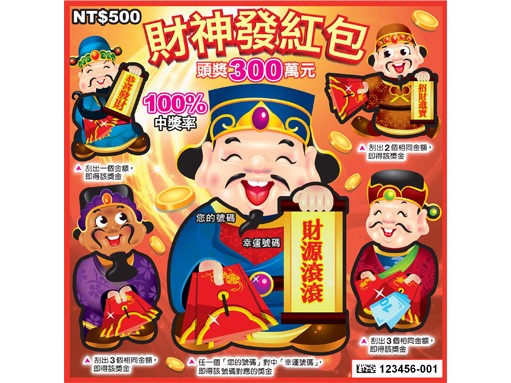 NT$500
財神發紅包
頭獎300萬元
100%
中獎率
恭喜發財
招財進寶
▲ 刮出一個金額，
即得該獎金
▲ 刮出2個相同金額，
即得該獎金
您的號碼
幸運號碼
財源滾滾
▲ 刮出3個相同金額，
即得該獎金
▲ 任一個「您的號碼」對中「幸運號碼」，
即得該號碼對應的獎金
▲ 刮出3個相同金額，
即得該獎金
123456-001